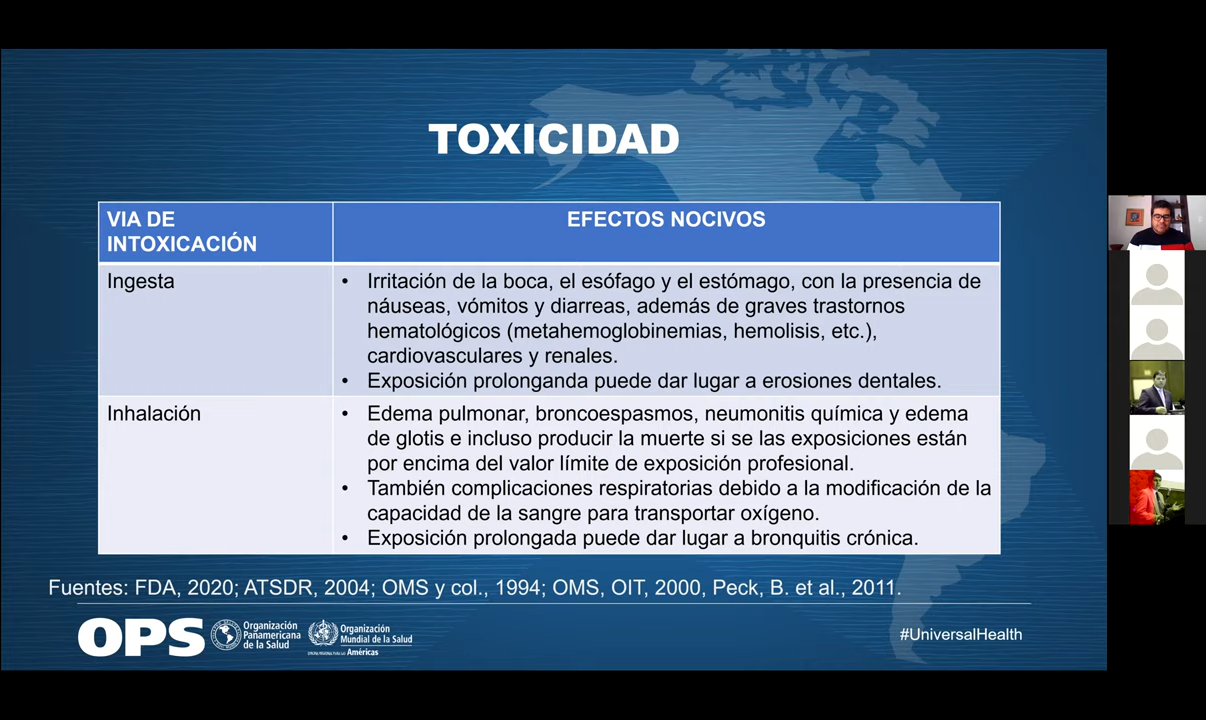 TOXICIDAD
VIA DE
INTOXICACIÓN
EFECTOS NOCIVOS
Ingesta
• Irritación de la boca, el esófago y el estómago, con la presencia de
náuseas, vómitos y diarreas, además de graves trastornos
hematológicos (metahemoglobinemias, hemolisis, etc.),
cardiovasculares y renales.
• Exposición prolonganda puede dar lugar a erosiones dentales.
Inhalación
• Edema pulmonar, broncoespasmos, neumonitis química y edema
de glotis e incluso producir la muerte si se las exposiciones están
por encima del valor límite de exposición profesional.
• También complicaciones respiratorias debido a la modificación de la
capacidad de la sangre para transportar oxígeno.
• Exposición prolongada puede dar lugar a bronquitis crónica.
Fuentes: FDA, 2020; ATSDR, 2004; OMS y col., 1994; OMS, OIT, 2000, Peck, B. et al., 2011.
OPS
Organización
Panamericana
de la Salud
Organización
Mundial de la Salud
Américas
#UniversalHealth